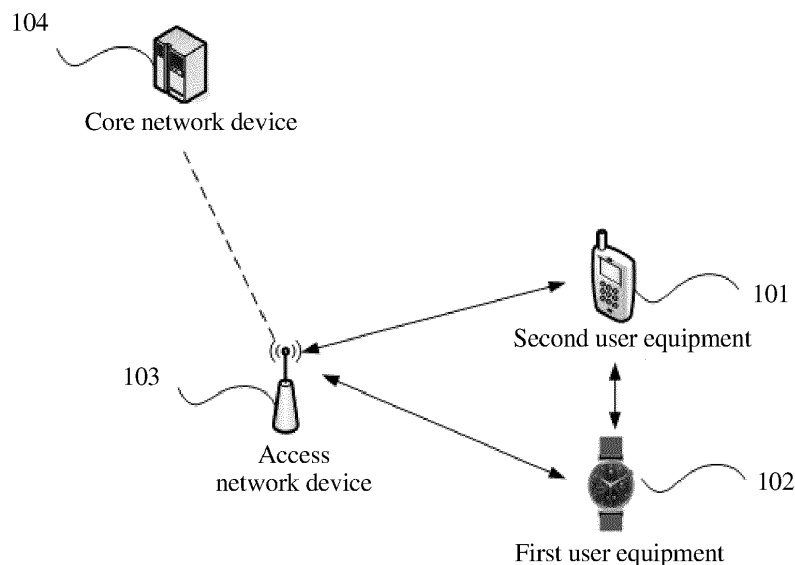 104
Core network device
101
Second user equipment
103
Access
network device
102
First user equipment